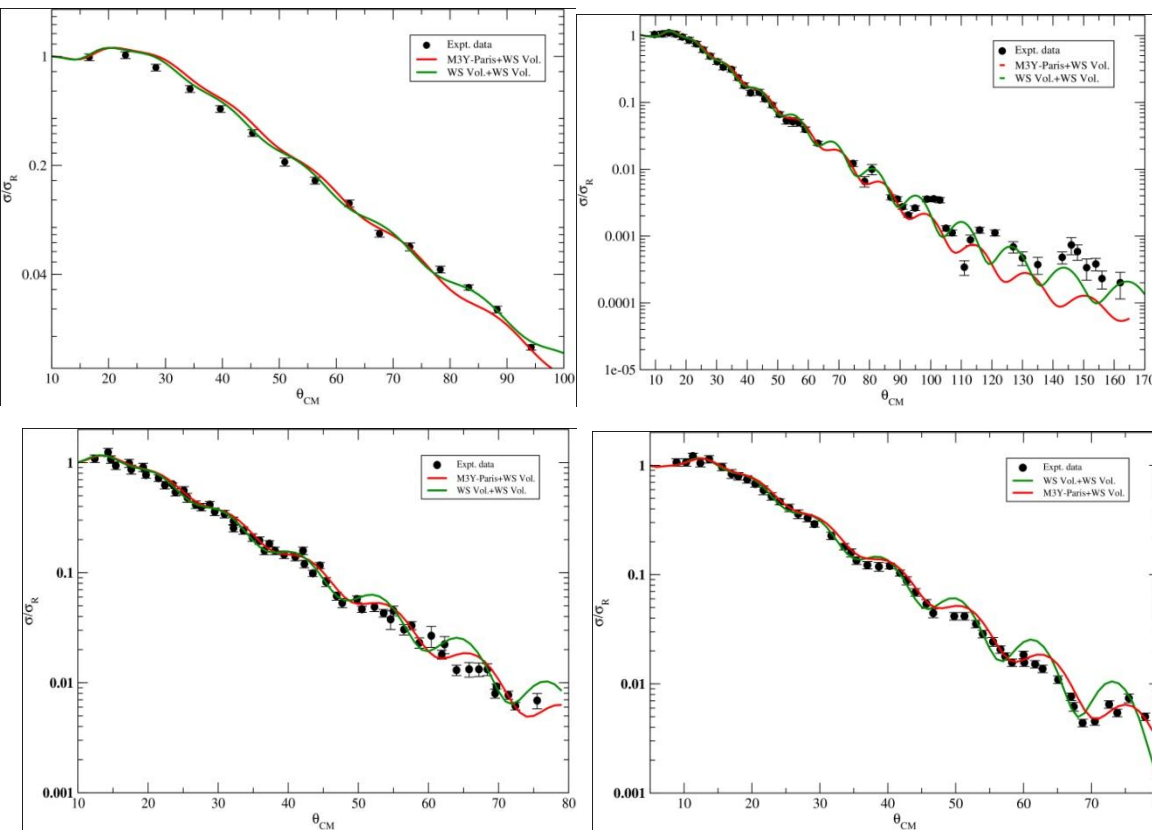 Expt. data
M3Y-Paris+WS Vol.
WS Vol.+WS Vol.
1
0.2
0.04
σ/σR
10 20 30 40 50 60 70 80 90 100
θCM
Expt. data
M3Y-Paris+WS Vol.
WS Vol.+WS Vol.
1
0.1
0.01
0.001
0.0001
1e-05
σ/σR
10 20 30 40 50 60 70 80 90 100 110 120 130 140 150 160 170
θCM
Expt. data
M3Y-Paris+WS Vol.
WS Vol.+WS Vol.
1
0.1
0.01
0.001
σ/σR
10 20 30 40 50 60 70 80
θCM
Expt. data
WS Vol.+WS Vol.
M3Y-Paris+WS Vol.
1
0.1
0.01
0.001
σ/σR
10 20 30 40 50 60 70
θCM